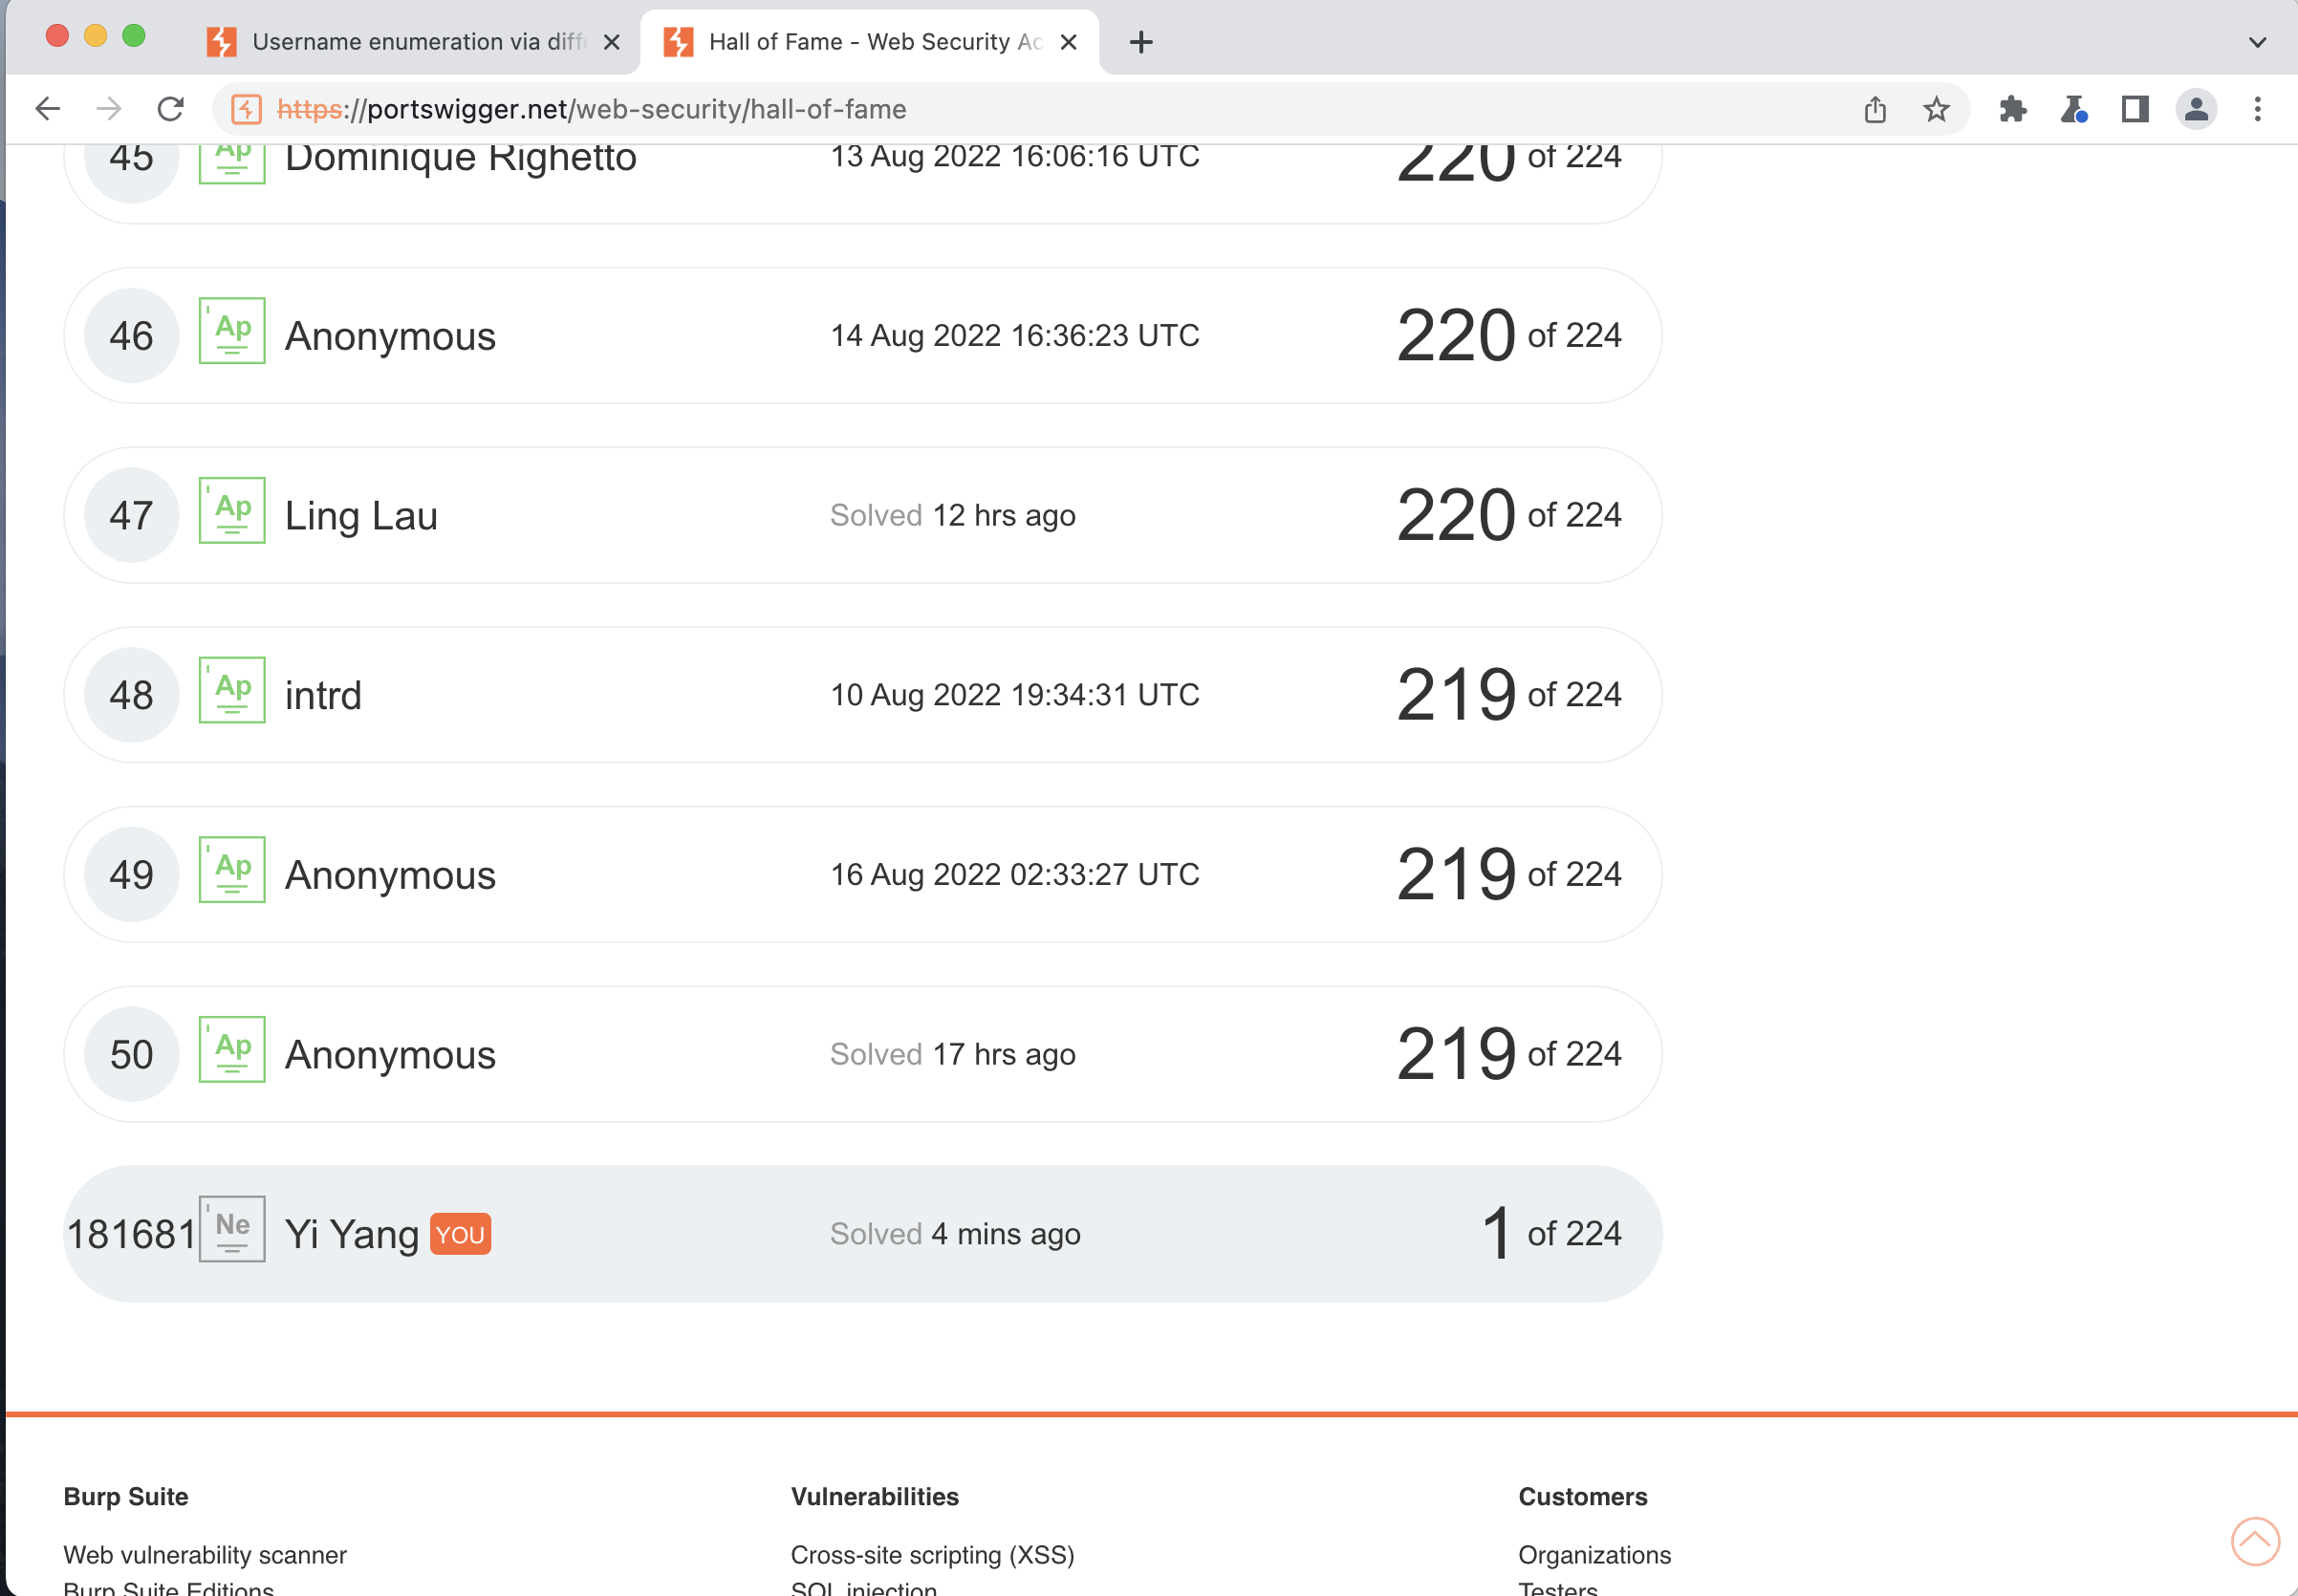 Username enumeration via diff
Hall of Fame - Web Security Ac
https://portswigger.net/web-security/hall-of-fame
45 Ap Dominique Righetto 13 Aug 2022 16:06:16 UTC 220 of 224
46 Ap Anonymous 14 Aug 2022 16:36:23 UTC 220 of 224
47 Ap Ling Lau Solved 12 hrs ago 220 of 224
48 Ap intrd 10 Aug 2022 19:34:31 UTC 219 of 224
49 Ap Anonymous 16 Aug 2022 02:33:27 UTC 219 of 224
50 Ap Anonymous Solved 17 hrs ago 219 of 224
181681 Ne Yi Yang YOU Solved 4 mins ago 1 of 224
Burp Suite
Web vulnerability scanner
Burp Suite Editions
Vulnerabilities
Cross-site scripting (XSS)
SQL injection
Customers
Organizations
Testers